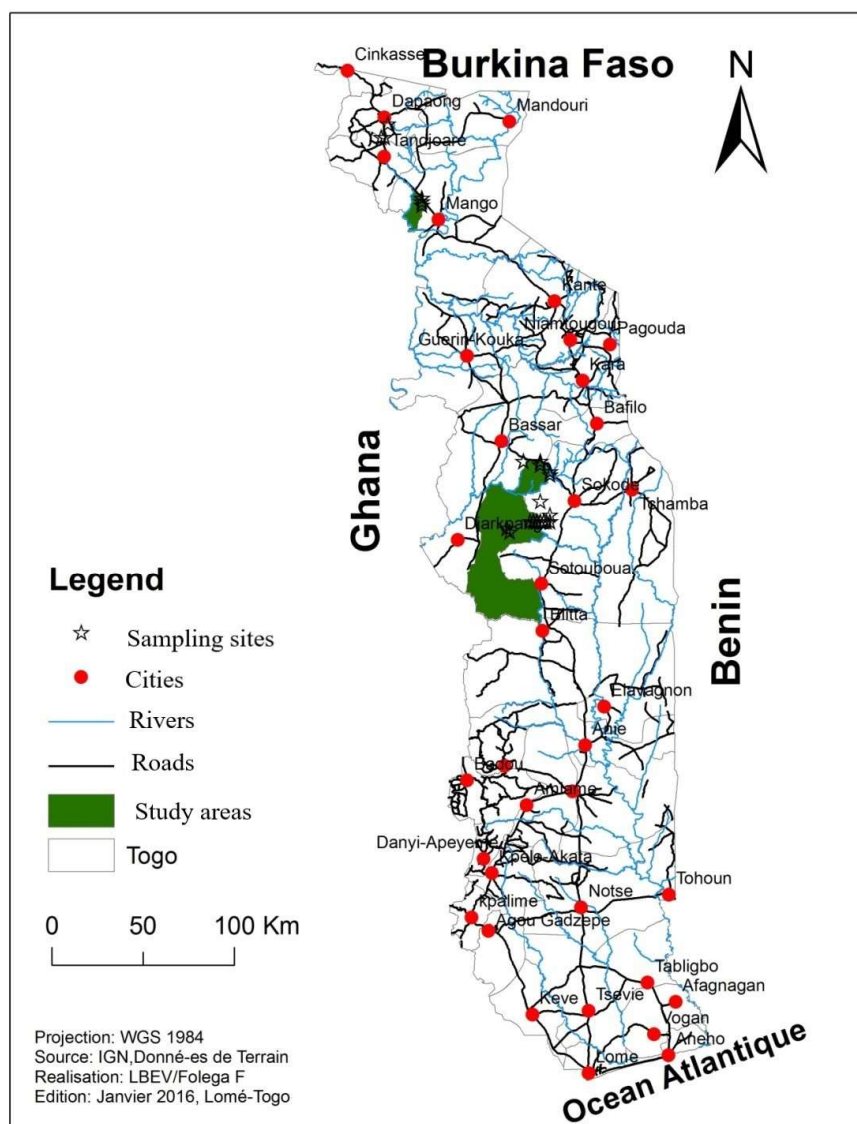 Burkina Faso
N
Cinkasse
Dapaong
Mandouri
Tandjoare
Mango
Kante
Niamtougou
Pagouda
Guerin-Kouka
Kara
Bafilo
Bassar
Ghana
Sokode
Tchamba
Sotouboua
Blitta
Benin
Elavagnon
Anie
Badou
Amlame
Danyi-Apeyeme
Kpele-Akata
Tohoun
Notse
kpalime
Agou Gadzepe
Tabligbo
Afagnagan
Keve
Tsevie
Vogan
Aneho
Lome
Ocean Atlantique
Legend
Sampling sites
Cities
Rivers
Roads
Study areas
Togo
0 50 100 Km
Projection: WGS 1984
Source: IGN,Donné-es de Terrain
Realisation: LBEV/Folega F
Edition: Janvier 2016, Lomé-Togo